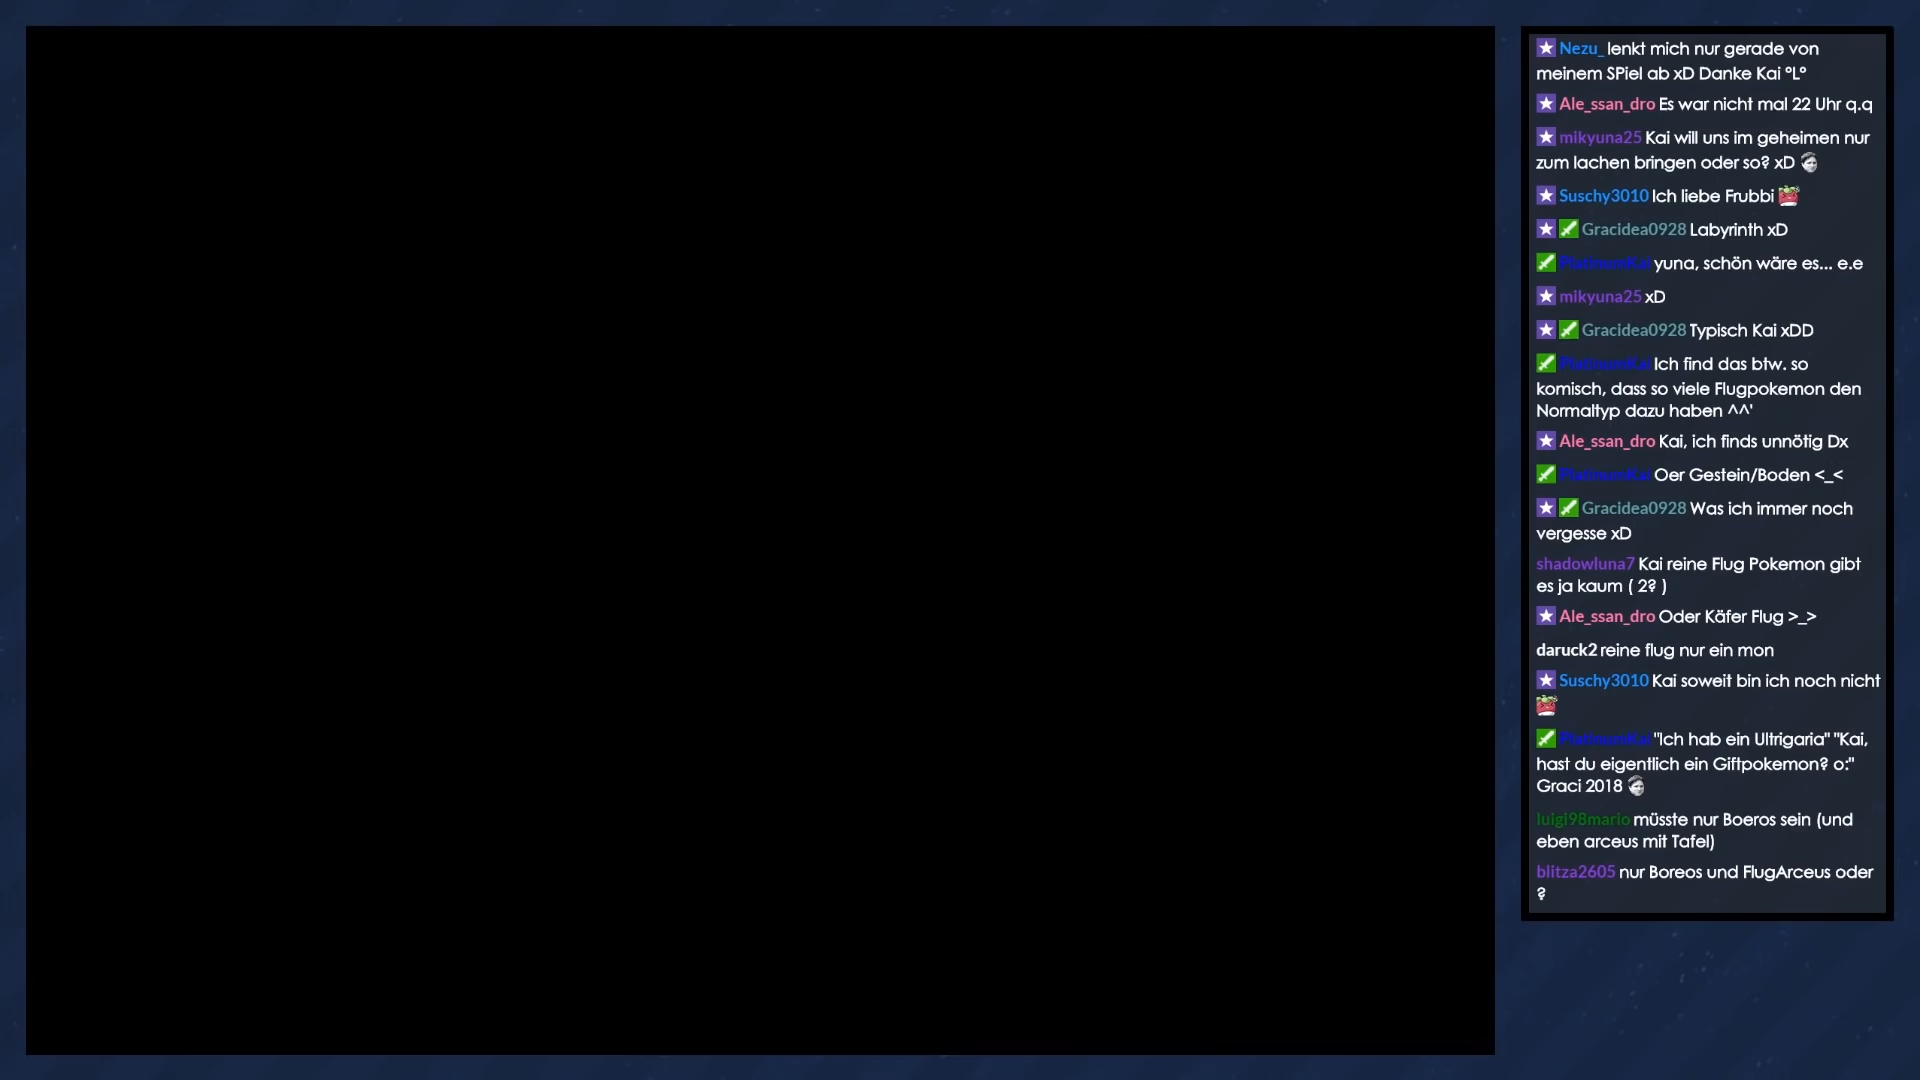 Nezu_ lenkt mich nur gerade von
meinem SPiel ab xD Danke Kai °L°
Ale_ssan_dro Es war nicht mal 22 Uhr q.q
mikyuna25 Kai will uns im geheimen nur
zum lachen bringen oder so? xD
Suschy3010 Ich liebe Frubbi
Gracidea0928 Labyrinth xD
PlatinumKai yuna, schön wäre es... e.e
mikyuna25 xD
Gracidea0928 Typisch Kai xDD
PlatinumKai Ich find das btw. so
komisch, dass so viele Flugpokemon den
Normaltyp dazu haben ^^'
Ale_ssan_dro Kai, ich finds unnötig Dx
PlatinumKai Oer Gestein/Boden <_<
Gracidea0928 Was ich immer noch
vergesse xD
shadowluna7 Kai reine Flug Pokemon gibt
es ja kaum ( 2? )
Ale_ssan_dro Oder Käfer Flug >_>
daruck2 reine flug nur ein mon
Suschy3010 Kai soweit bin ich noch nicht
PlatinumKai "Ich hab ein Ultrigaria" "Kai,
hast du eigentlich ein Giftpokemon? o:"
Graci 2018
luigi98mario müsste nur Boeros sein (und
eben arceus mit Tafel)
blitza2605 nur Boreos und FlugArceus oder
?